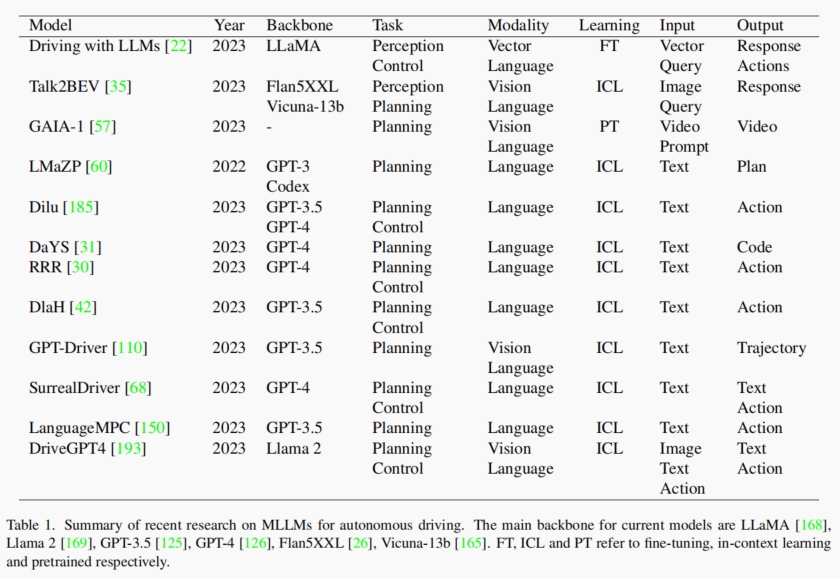 Model Year Backbone Task Modality Learning Input Output
Driving with LLMs [22] 2023 LLaMA Perception Vector FT Vector Response
Control Language Query Actions
Talk2BEV [35] 2023 Flan5XXL Perception Vision ICL Image Response
Vicuna-13b Planning Language Query
GAIA-1 [57] 2023 - Planning Vision PT Video Video
Language Prompt
LMaZP [60] 2022 GPT-3 Planning Language ICL Text Plan
Codex
Dilu [185] 2023 GPT-3.5 Planning Language ICL Text Action
GPT-4 Control
DaYS [31] 2023 GPT-4 Planning Language ICL Text Code
RRR [30] 2023 GPT-4 Planning Language ICL Text Action
Control
DlaH [42] 2023 GPT-3.5 Planning Language ICL Text Action
Control
GPT-Driver [110] 2023 GPT-3.5 Planning Vision ICL Text Trajectory
Language
SurrealDriver [68] 2023 GPT-4 Planning Language ICL Text Text
Control Action
LanguageMPC [150] 2023 GPT-3.5 Planning Language ICL Text Action
DriveGPT4 [193] 2023 Llama 2 Planning Vision ICL Image Text
Control Language Text Action
Action
Table 1. Summary of recent research on MLLMs for autonomous driving. The main backbone for current models are LLaMA [168],
Llama 2 [169], GPT-3.5 [125], GPT-4 [126], Flan5XXL [26], Vicuna-13b [165]. FT, ICL and PT refer to fine-tuning, in-context learning
and pretrained respectively.